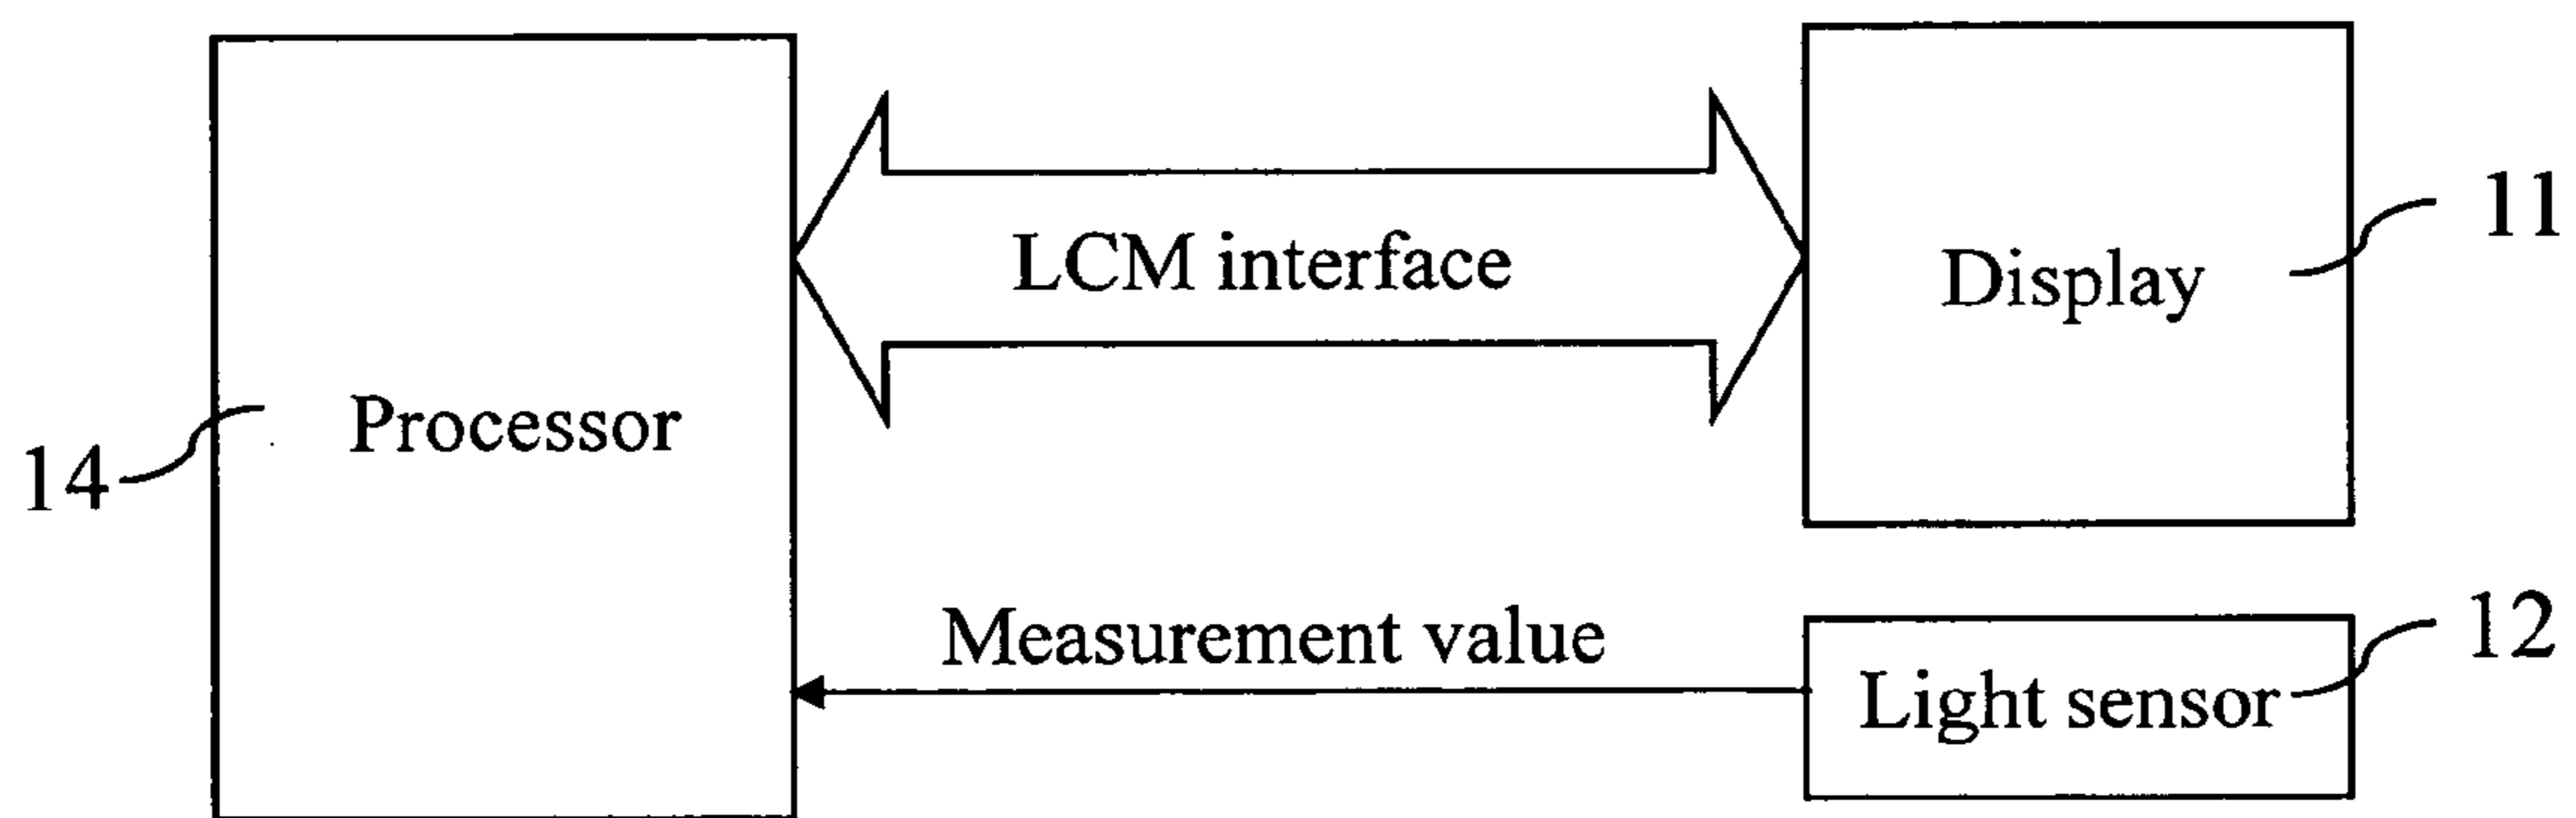 11
LCM interface
Display
Processor
14
Measurement value
12
Light sensor